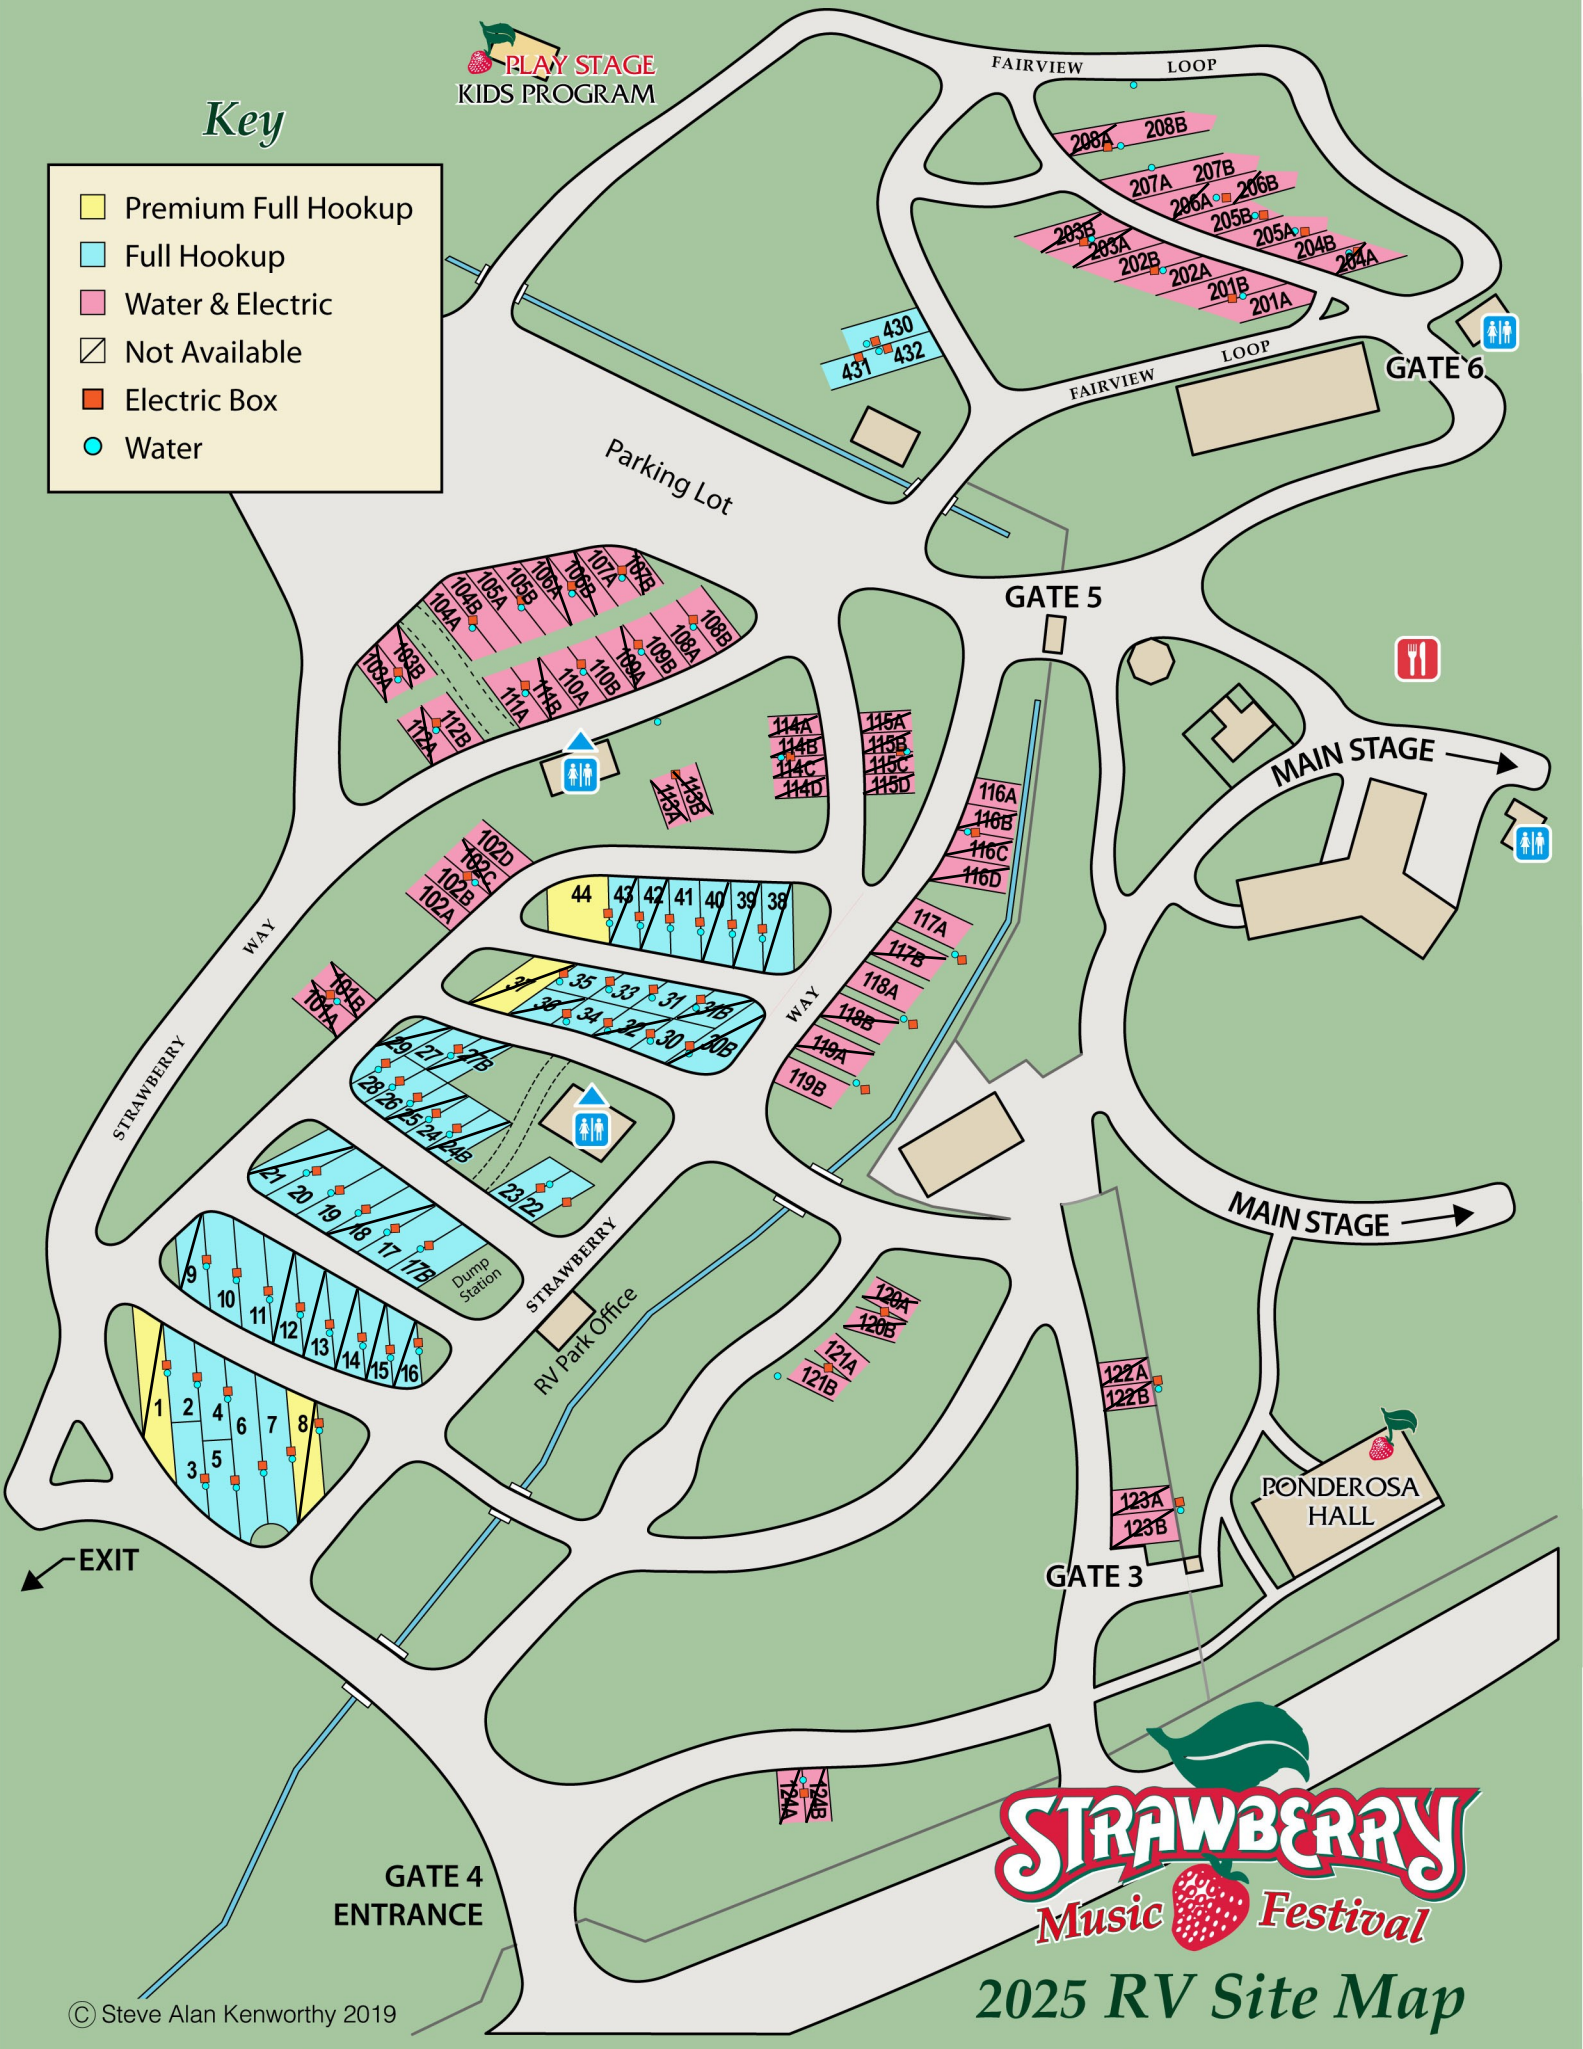 PLAY STAGE
KIDS PROGRAM
Key
Premium Full Hookup
Full Hookup
Water & Electric
Not Available
Electric Box
Water
FAIRVIEW LOOP
208A 208B
207A 207B
206A 206B
205B
205A
204B
204A
203B
203A
202B
202A
201B
201A
FAIRVIEW LOOP
GATE 6
430
431 432
Parking Lot
GATE 5
104A
104B
105A
105B
106A
106B
107A
107B
103A
103B
108B
108A
109B
109A
110B
110A
111B
111A
112A
112B
113A
113B
114A
114B
114C
114D
115A
115B
115C
115D
116A
116B
116C
116D
117A
117B
118A
118B
119A
119B
MAIN STAGE
102D
102C
102B
102A
101B
101A
44 43 42 41 40 39 38
37 35 33 31 31B
36 34 32 30 30B
WAY
WAY
STRAWBERRY
29 27 27B
28 26 25 24 24B
23 22
21 20 19 18 17 17B
Dump
Station
STRAWBERRY
RV Park Office
9 10 11 12 13 14 15 16
1 2 4 6 7 8
3 5
MAIN STAGE
120A
120B
121A
121B
122A
122B
123A
123B
GATE 3
PONDEROSA
HALL
EXIT
124A
124B
GATE 4
ENTRANCE
STRAWBERRY
Music Festival
2025 RV Site Map
© Steve Alan Kenworthy 2019